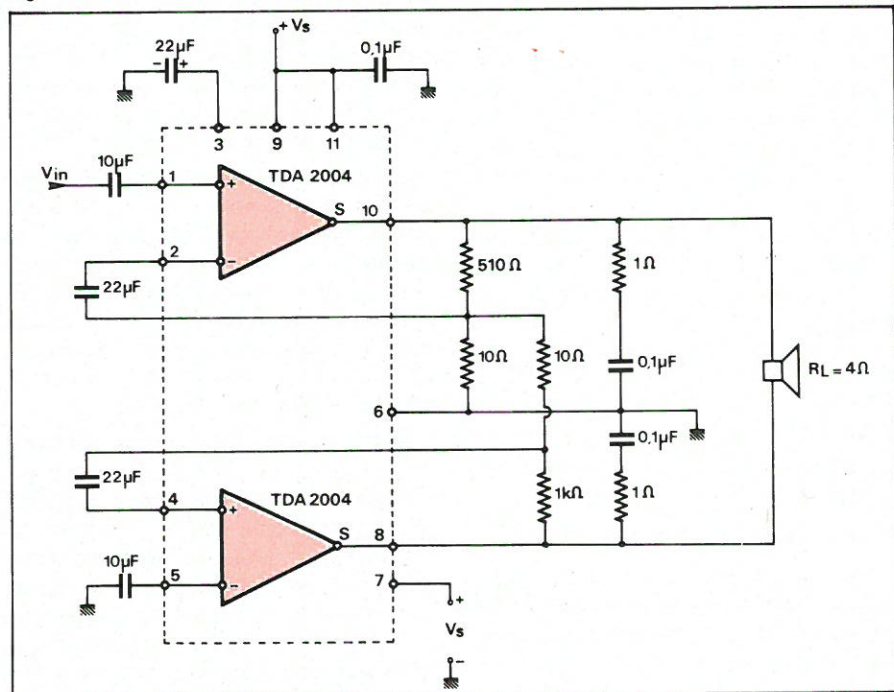 + Vs
22µF
0,1µF
- +
3
9
11
10µF
TDA 2004
Vin
1
+
S
10
2
-
510 Ω
1Ω
22µF
10Ω
10Ω
0,1µF
RL = 4Ω
6
0,1µF
22µF
TDA 2004
1kΩ
1Ω
4
+
S
8
10µF
5
-
7
+
Vs
-